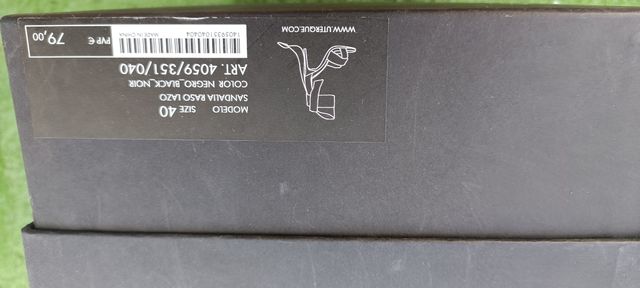 MODELO
SIZE 40
SANDALIA RASO LAZO
COLOR NEGRO_BLACK_NOIR
ART. 4059/351/040
14059351040404
MADE IN CHINA
PVP €
79,00
WWW.UTERQUE.COM